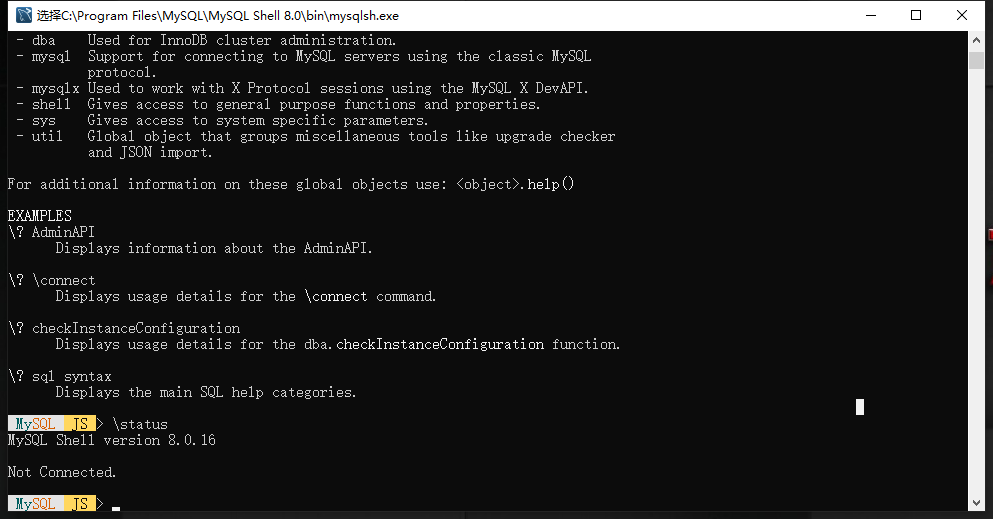 选择C:\Program Files\MySQL\MySQL Shell 8.0\bin\mysqlsh.exe
- dba    Used for InnoDB cluster administration.
- mysql  Support for connecting to MySQL servers using the classic MySQL
protocol.
- mysqlx Used to work with X Protocol sessions using the MySQL X DevAPI.
- shell  Gives access to general purpose functions and properties.
- sys    Gives access to system specific parameters.
- util   Global object that groups miscellaneous tools like upgrade checker
and JSON import.
For additional information on these global objects use: <object>.help()
EXAMPLES
\? AdminAPI
Displays information about the AdminAPI.
\? \connect
Displays usage details for the \connect command.
\? checkInstanceConfiguration
Displays usage details for the dba.checkInstanceConfiguration function.
\? sql syntax
Displays the main SQL help categories.
MySQL JS> \status
MySQL Shell version 8.0.16
Not Connected.
MySQL JS>